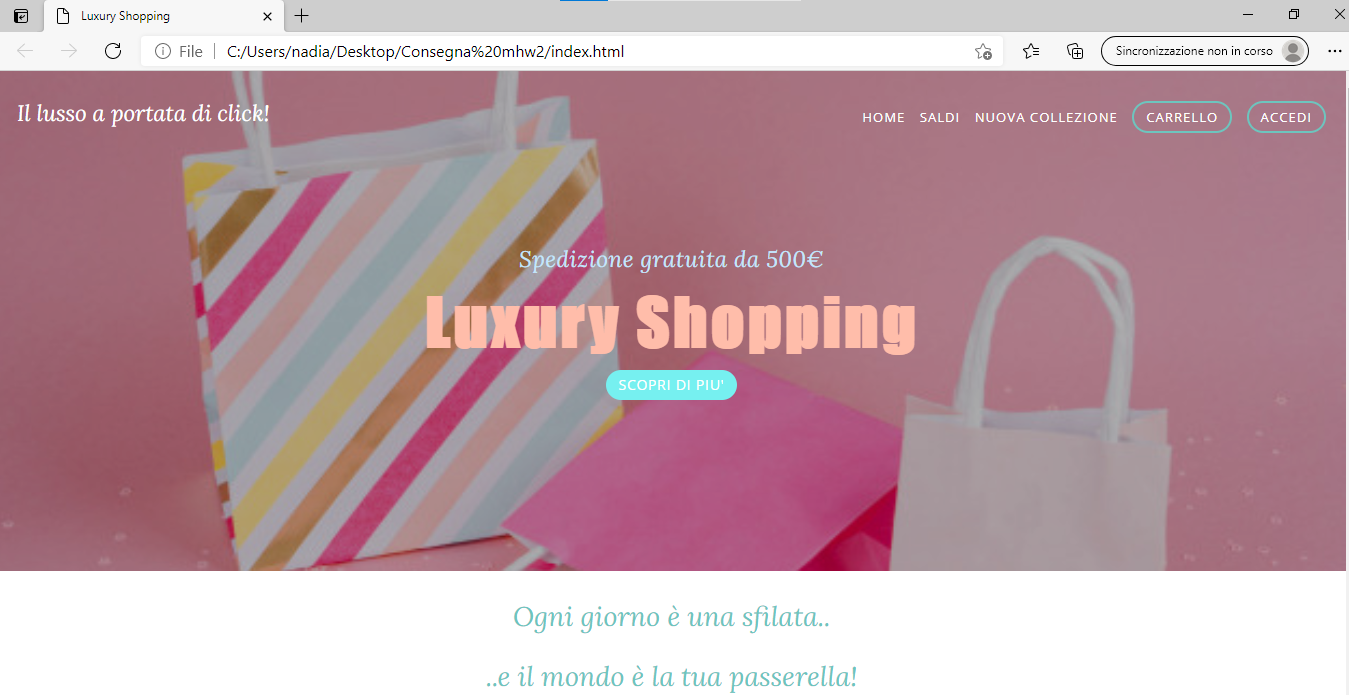 Luxury Shopping
File
C:/Users/nadia/Desktop/Consegna%20mhw2/index.html
Sincronizzazione non in corso
Il lusso a portata di click!
HOME SALDI NUOVA COLLEZIONE CARRELLO ACCEDI
Spedizione gratuita da 500€
Luxury Shopping
SCOPRI DI PIU'
Ogni giorno è una sfilata..
..e il mondo è la tua passerella!